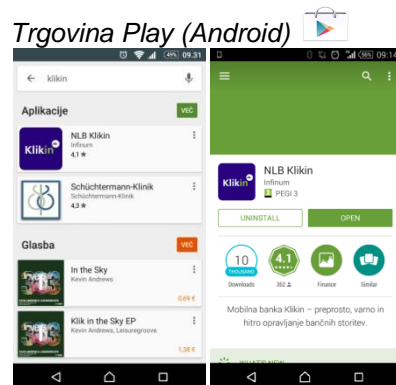 Trgovina Play (Android)
49% 09.31
klikin
Aplikacije VEČ
Klikin
NLB Klikin
Infinum
4,1 ★
Schüchtermann-Klinik
Schüchtermann-Klinik
4,3 ★
Glasba VEČ
In the Sky
Kevin Andrews
0,69 €
Klik in the Sky EP
Kevin Andrews, Leisuregroove
1,38 €
09:14
Klikin
NLB Klikin
Infinum
PEGI 3
UNINSTALL OPEN
10 THOUSAND 4.1
Downloads 352 Finance Similar
Mobilna banka Klikin – preprosto, varno in
hitro opravljanje bančnih storitev.
WHAT'S NEW